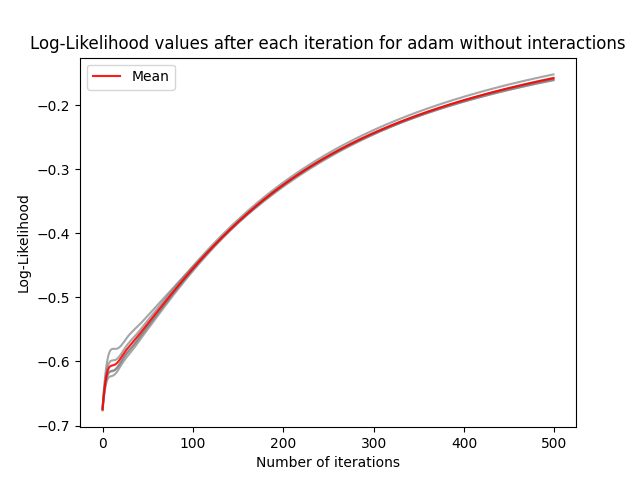 Log-Likelihood values after each iteration for adam without interactions
Mean
−0.2
−0.3
−0.4
−0.5
−0.6
−0.7
Log-Likelihood
0 100 200 300 400 500
Number of iterations